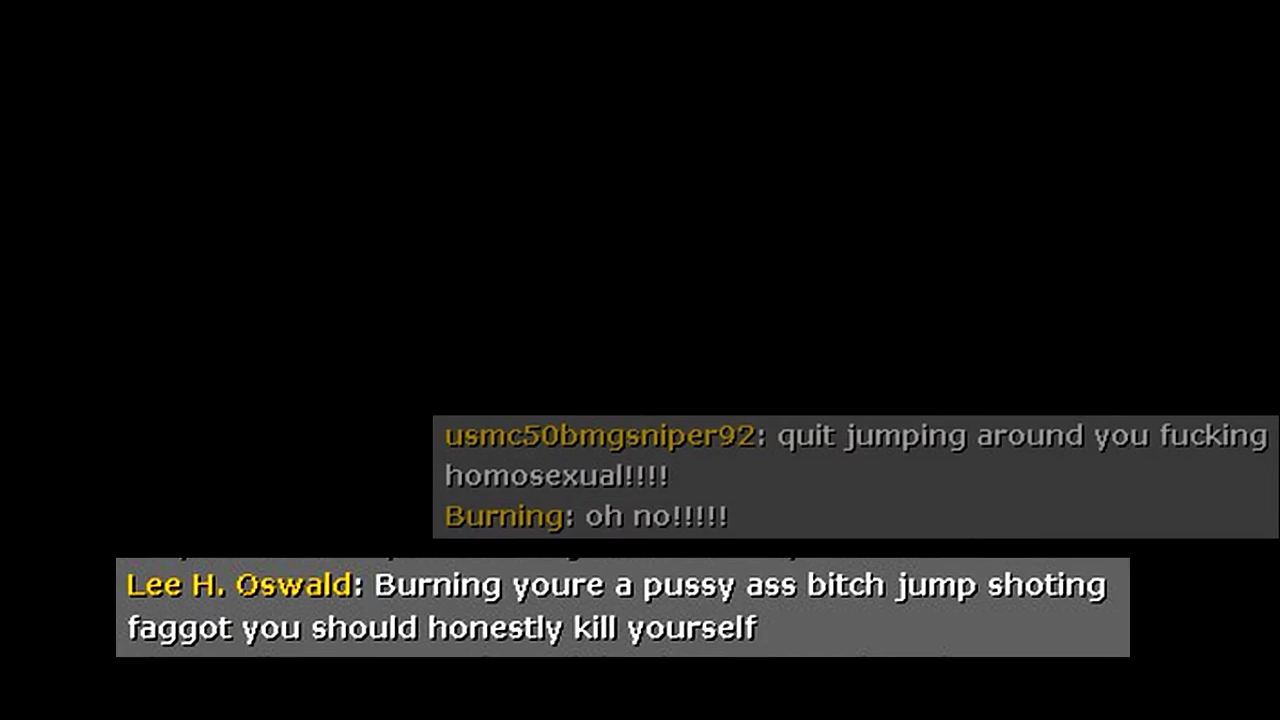 usmc50bmgsniper92: quit jumping around you fucking
homosexual!!!!
Burning: oh no!!!!!
Lee H. Oswald: Burning youre a pussy ass bitch jump shoting
faggot you should honestly kill yourself